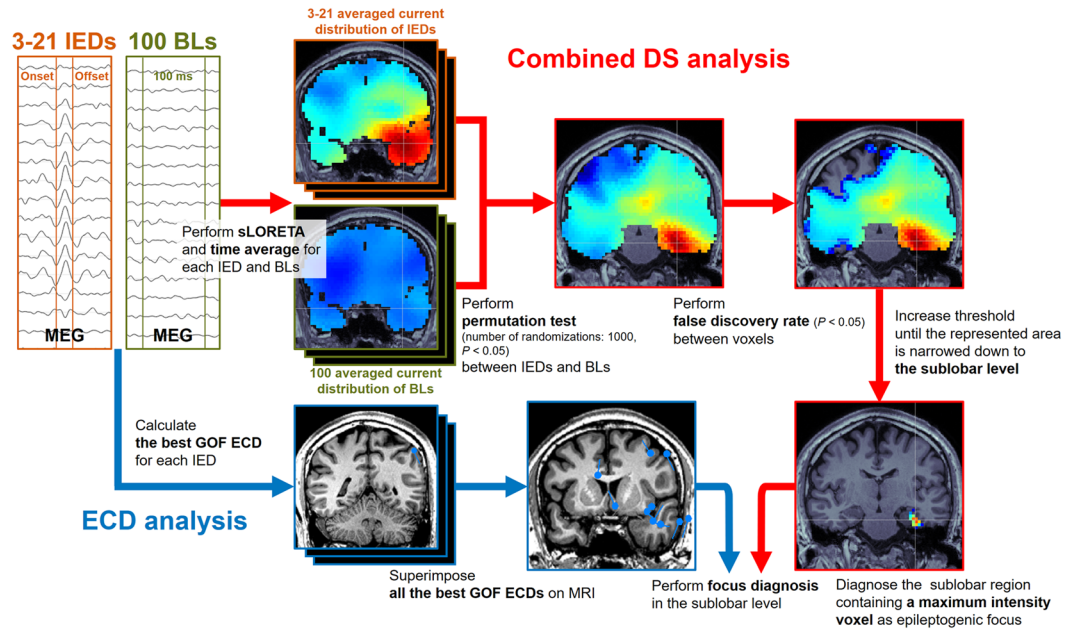 3-21 averaged current
distribution of IEDs
3-21 IEDs
100 BLs
Combined DS analysis
Onset
Offset
100 ms
Perform sLORETA
and time average for
each IED and BLs
MEG
MEG
Perform
permutation test
(number of randomizations: 1000,
P < 0.05)
between IEDs and BLs
Perform
false discovery rate (P < 0.05)
between voxels
Increase threshold
until the represented area
is narrowed down to
the sublobar level
100 averaged current
distribution of BLs
Calculate
the best GOF ECD
for each IED
ECD analysis
Superimpose
all the best GOF ECDs on MRI
Perform focus diagnosis
in the sublobar level
Diagnose the sublobar region
containing a maximum intensity
voxel as epileptogenic focus